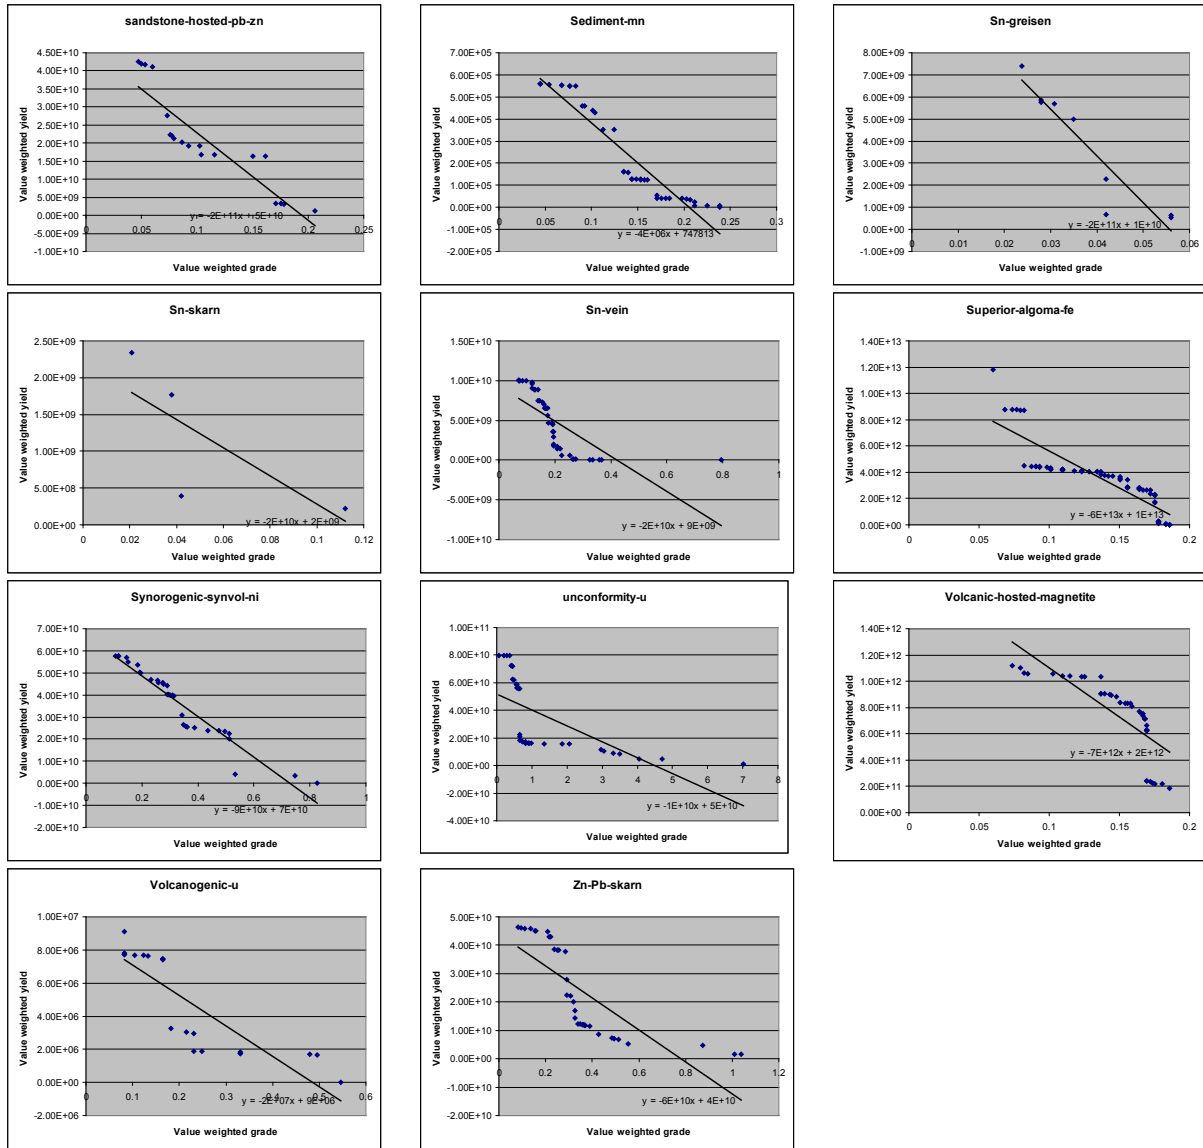 sandstone-hosted-pb-zn
4.50E+10
4.00E+10
3.50E+10
3.00E+10
2.50E+10
2.00E+10
1.50E+10
1.00E+10
5.00E+09
0.00E+00
-5.00E+09
-1.00E+10
0 0.05 0.1 0.15 0.2 0.25
y = -2E+11x + 5E+10
Value weighted grade
Value weighted yield
Sediment-mn
7.00E+05
6.00E+05
5.00E+05
4.00E+05
3.00E+05
2.00E+05
1.00E+05
0.00E+00
-1.00E+05
-2.00E+05
0 0.05 0.1 0.15 0.2 0.25 0.3
y = -4E+06x + 747813
Value weighted grade
Value weighted yield
Sn-greisen
8.00E+09
7.00E+09
6.00E+09
5.00E+09
4.00E+09
3.00E+09
2.00E+09
1.00E+09
0.00E+00
-1.00E+09
0 0.01 0.02 0.03 0.04 0.05 0.06
y = -2E+11x + 1E+10
Value weighted grade
Value weighted yield
Sn-skarn
2.50E+09
2.00E+09
1.50E+09
1.00E+09
5.00E+08
0.00E+00
0 0.02 0.04 0.06 0.08 0.1 0.12
y = -2E+10x + 2E+09
Value weighted grade
Value weighted yield
Sn-vein
1.50E+10
1.00E+10
5.00E+09
0.00E+00
-5.00E+09
-1.00E+10
0 0.2 0.4 0.6 0.8 1
y = -2E+10x + 9E+09
Value weighted grade
Value weighted yield
Superior-algoma-fe
1.40E+13
1.20E+13
1.00E+13
8.00E+12
6.00E+12
4.00E+12
2.00E+12
0.00E+00
0 0.05 0.1 0.15 0.2
y = -6E+13x + 1E+13
Value weighted grade
Value weighted yield
Synorogenic-synvol-ni
7.00E+10
6.00E+10
5.00E+10
4.00E+10
3.00E+10
2.00E+10
1.00E+10
0.00E+00
-1.00E+10
-2.00E+10
0 0.2 0.4 0.6 0.8 1
y = -9E+10x + 7E+10
Value weighted grade
Value weighted yield
unconformity-u
1.00E+11
8.00E+10
6.00E+10
4.00E+10
2.00E+10
0.00E+00
-2.00E+10
-4.00E+10
0 1 2 3 4 5 6 7 8
y = -1E+10x + 5E+10
Value weighted grade
Value weighted yield
Volcanic-hosted-magnetite
1.40E+12
1.20E+12
1.00E+12
8.00E+11
6.00E+11
4.00E+11
2.00E+11
0.00E+00
0 0.05 0.1 0.15 0.2
y = -7E+12x + 2E+12
Value weighted grade
Value weighted yield
Volcanogenic-u
1.00E+07
8.00E+06
6.00E+06
4.00E+06
2.00E+06
0.00E+00
-2.00E+06
0 0.1 0.2 0.3 0.4 0.5 0.6
y = -2E+07x + 9E+06
Value weighted grade
Value weighted yield
Zn-Pb-skarn
5.00E+10
4.00E+10
3.00E+10
2.00E+10
1.00E+10
0.00E+00
-1.00E+10
-2.00E+10
0 0.2 0.4 0.6 0.8 1 1.2
y = -6E+10x + 4E+10
Value weighted grade
Value weighted yield